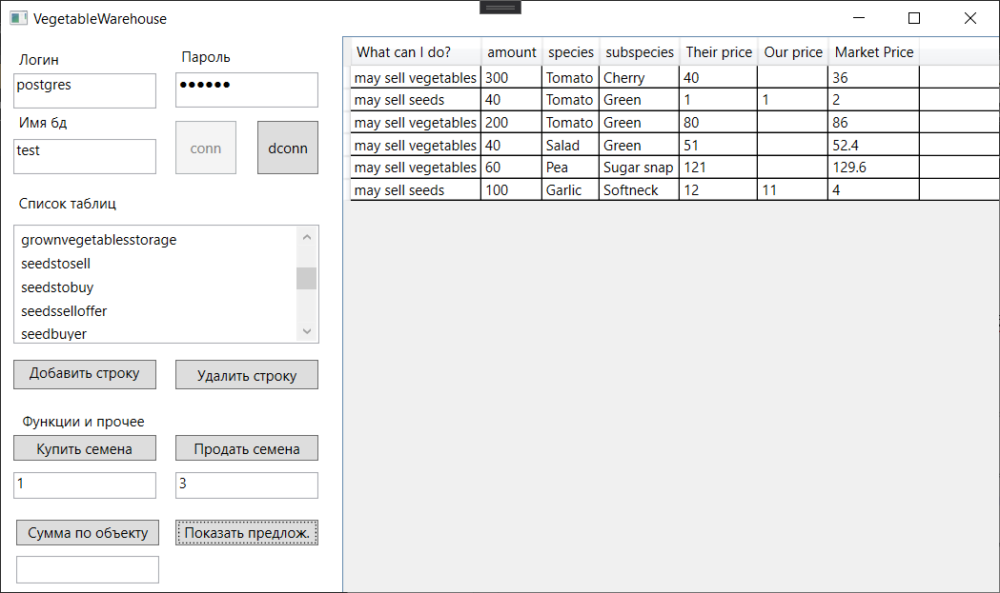 VegetableWarehouse
Логин
Пароль
postgres
●●●●●●
Имя бд
test
conn
dconn
Список таблиц
grownvegetablesstorage
seedstosell
seedstobuy
seedsselloffer
seedbuyer
Добавить строку
Удалить строку
Функции и прочее
Купить семена
Продать семена
1
3
Сумма по объекту
Показать предлож.
What can I do? amount species subspecies Their price Our price Market Price
may sell vegetables 300 Tomato Cherry 40 36
may sell seeds 40 Tomato Green 1 1 2
may sell vegetables 200 Tomato Green 80 86
may sell vegetables 40 Salad Green 51 52.4
may sell vegetables 60 Pea Sugar snap 121 129.6
may sell seeds 100 Garlic Softneck 12 11 4